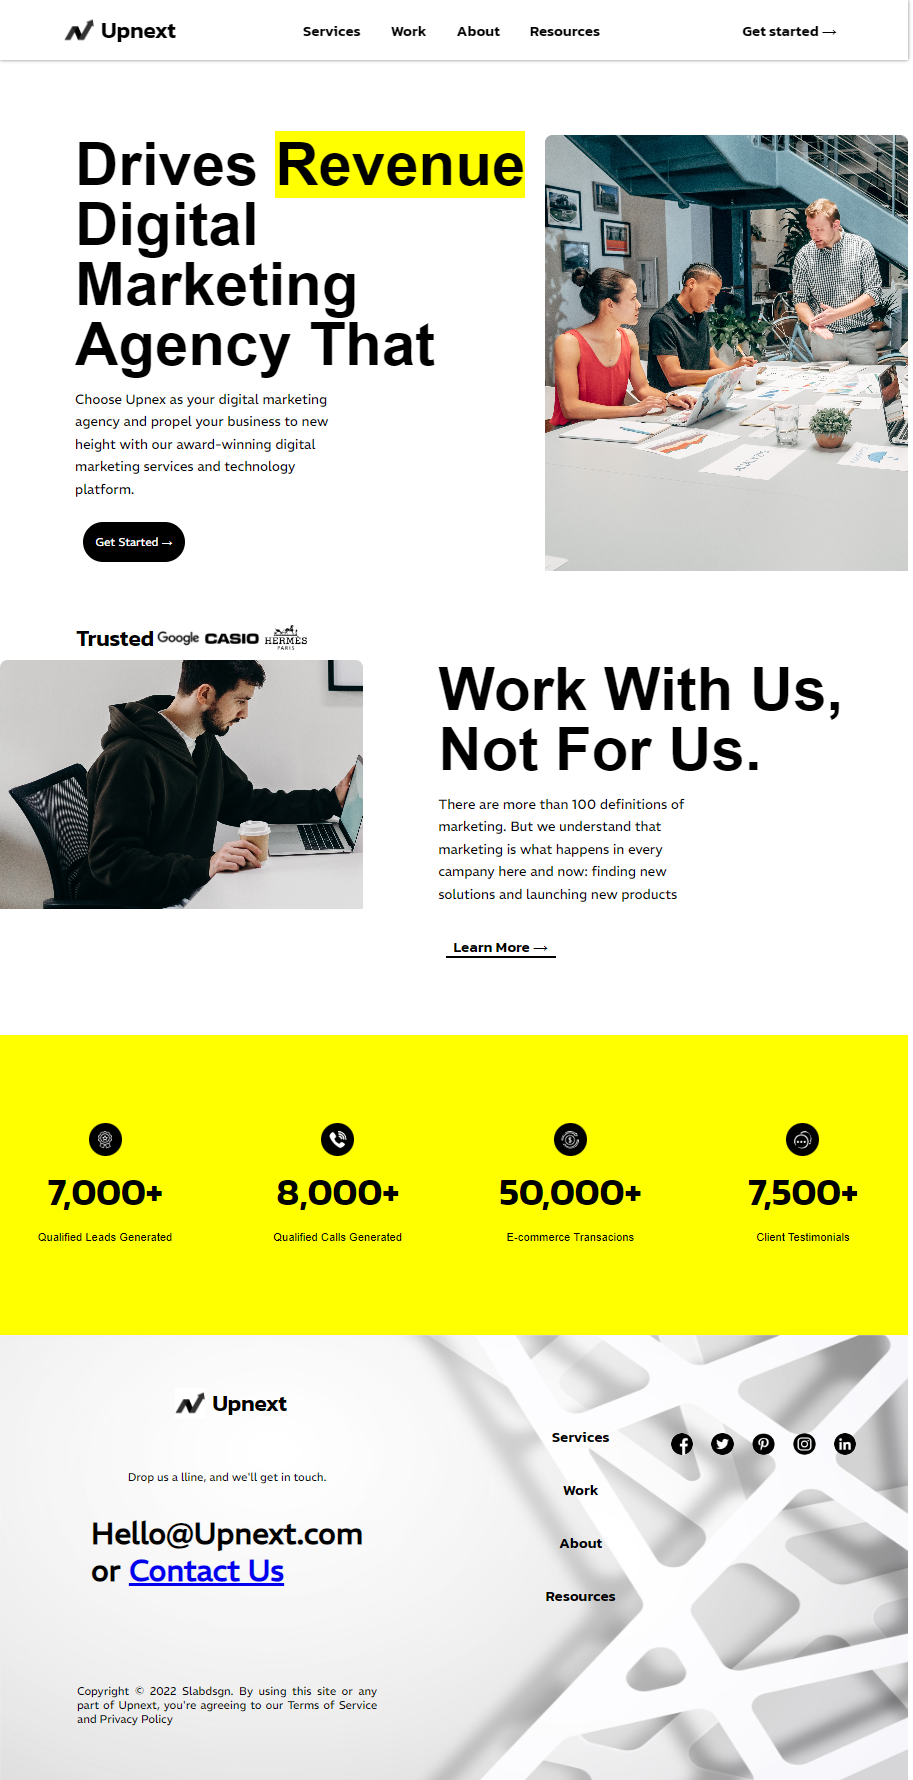 Upnext
Services Work About Resources
Get started →
Drives Revenue
Digital
Marketing
Agency That
Choose Upnex as your digital marketing
agency and propel your business to new
height with our award-winning digital
marketing services and technology
platform.
Get Started →
Trusted Google CASIO HERMÈS
PARIS
Work With Us,
Not For Us.
There are more than 100 definitions of
marketing. But we understand that
marketing is what happens in every
campany here and now: finding new
solutions and launching new products
Learn More →
7,000+
Qualified Leads Generated
8,000+
Qualified Calls Generated
50,000+
E-commerce Transacions
7,500+
Client Testimonials
Upnext
Drop us a lline, and we'll get in touch.
Hello@Upnext.com
or Contact Us
Services
Work
About
Resources
Copyright © 2022 Slabdsgn. By using this site or any
part of Upnext, you're agreeing to our Terms of Service
and Privacy Policy